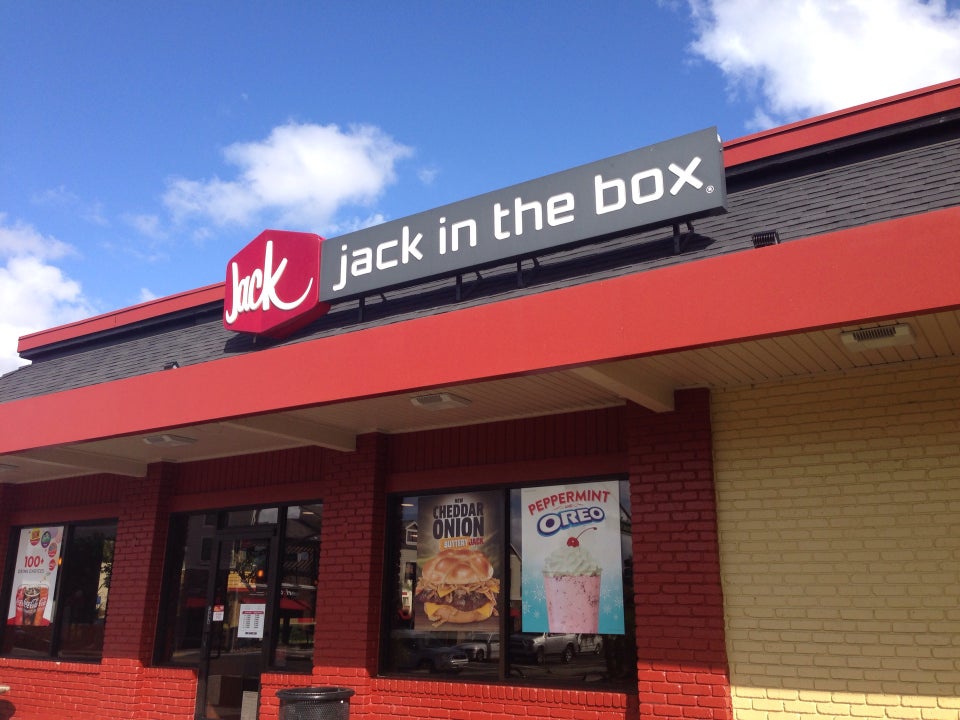 Jack
jack in the box®
NEW
CHEDDAR
ONION
BUTTERY JACK
PEPPERMINT
OREO
100+